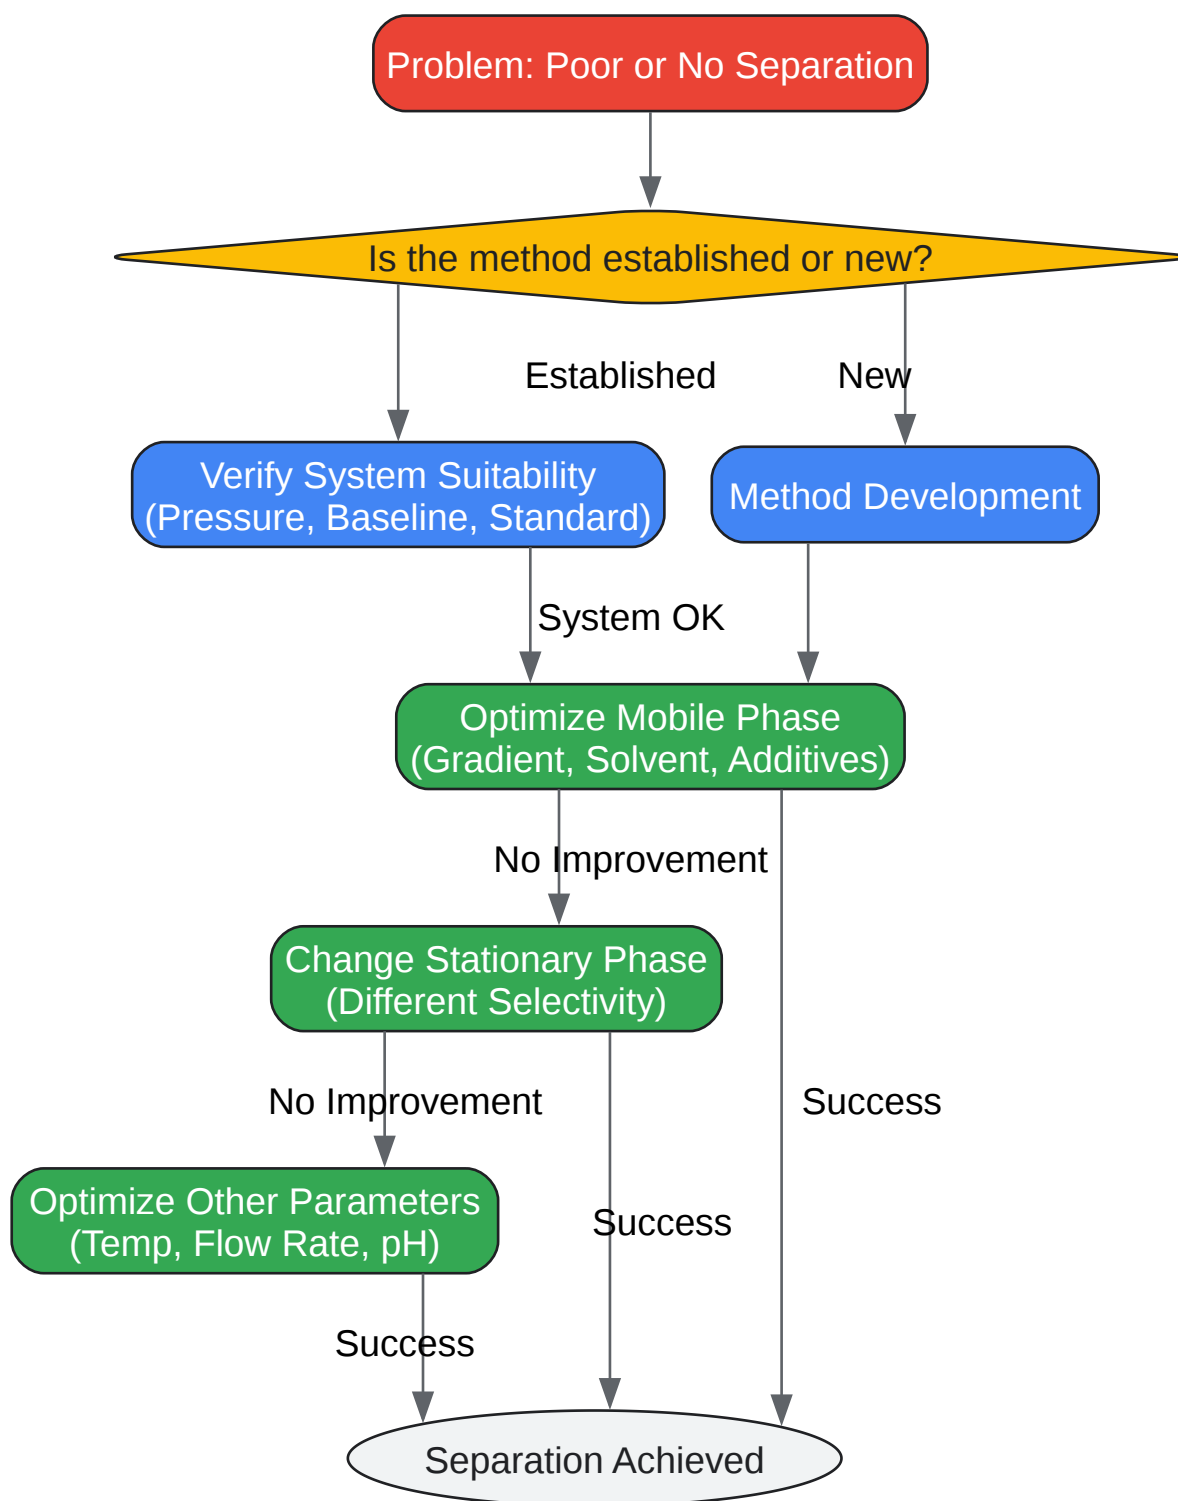 Problem: Poor or No Separation
Is the method established or new?
Established
New
Verify System Suitability
(Pressure, Baseline, Standard)
Method Development
System OK
Optimize Mobile Phase
(Gradient, Solvent, Additives)
No Improvement
Change Stationary Phase
(Different Selectivity)
No Improvement
Success
Optimize Other Parameters
(Temp, Flow Rate, pH)
Success
Success
Separation Achieved